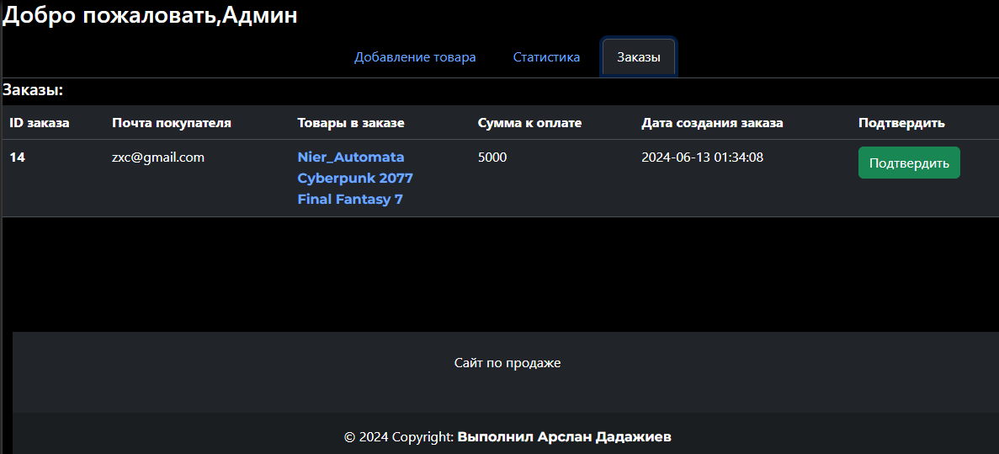 Добро пожаловать,Админ
Добавление товара Статистика Заказы
Заказы:
ID заказа Почта покупателя Товары в заказе Сумма к оплате Дата создания заказа Подтвердить
14 zxc@gmail.com Nier_Automata 5000 2024-06-13 01:34:08 Подтвердить
Cyberpunk 2077
Final Fantasy 7
Сайт по продаже
© 2024 Copyright: Выполнил Арслан Дадажиев